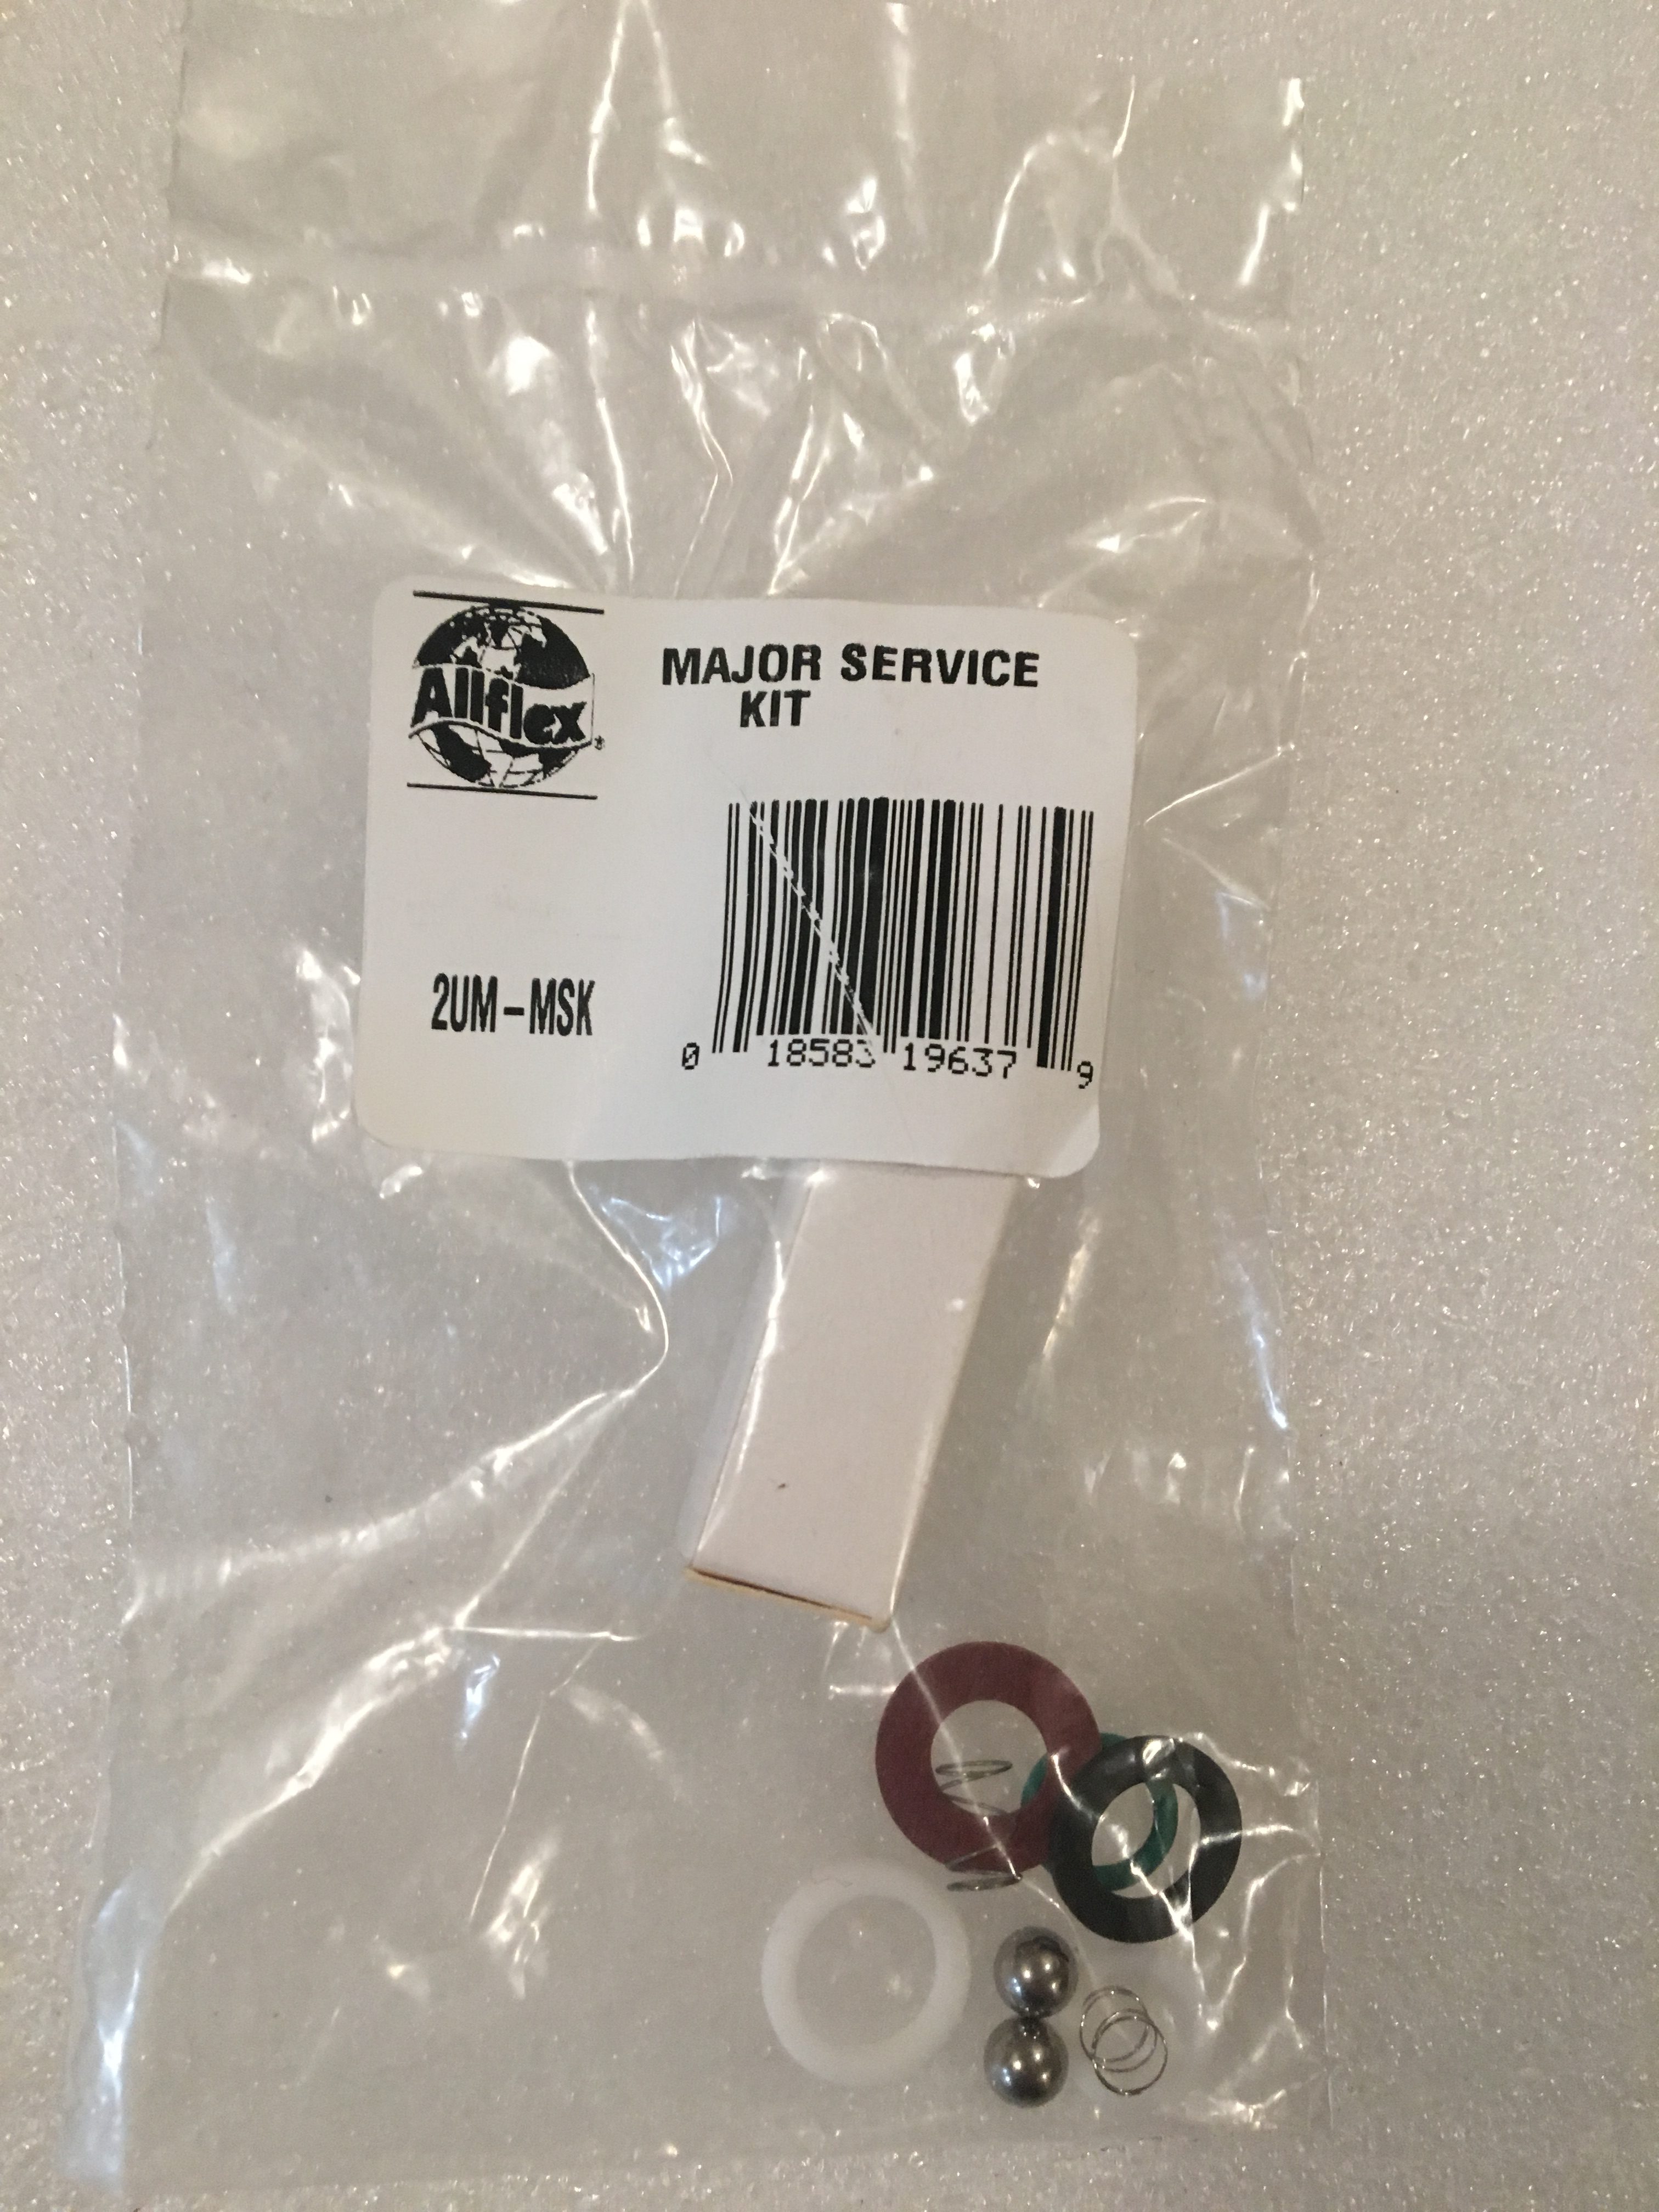 Allflex®
MAJOR SERVICE
KIT
2UM-MSK
0 18583 19637 9